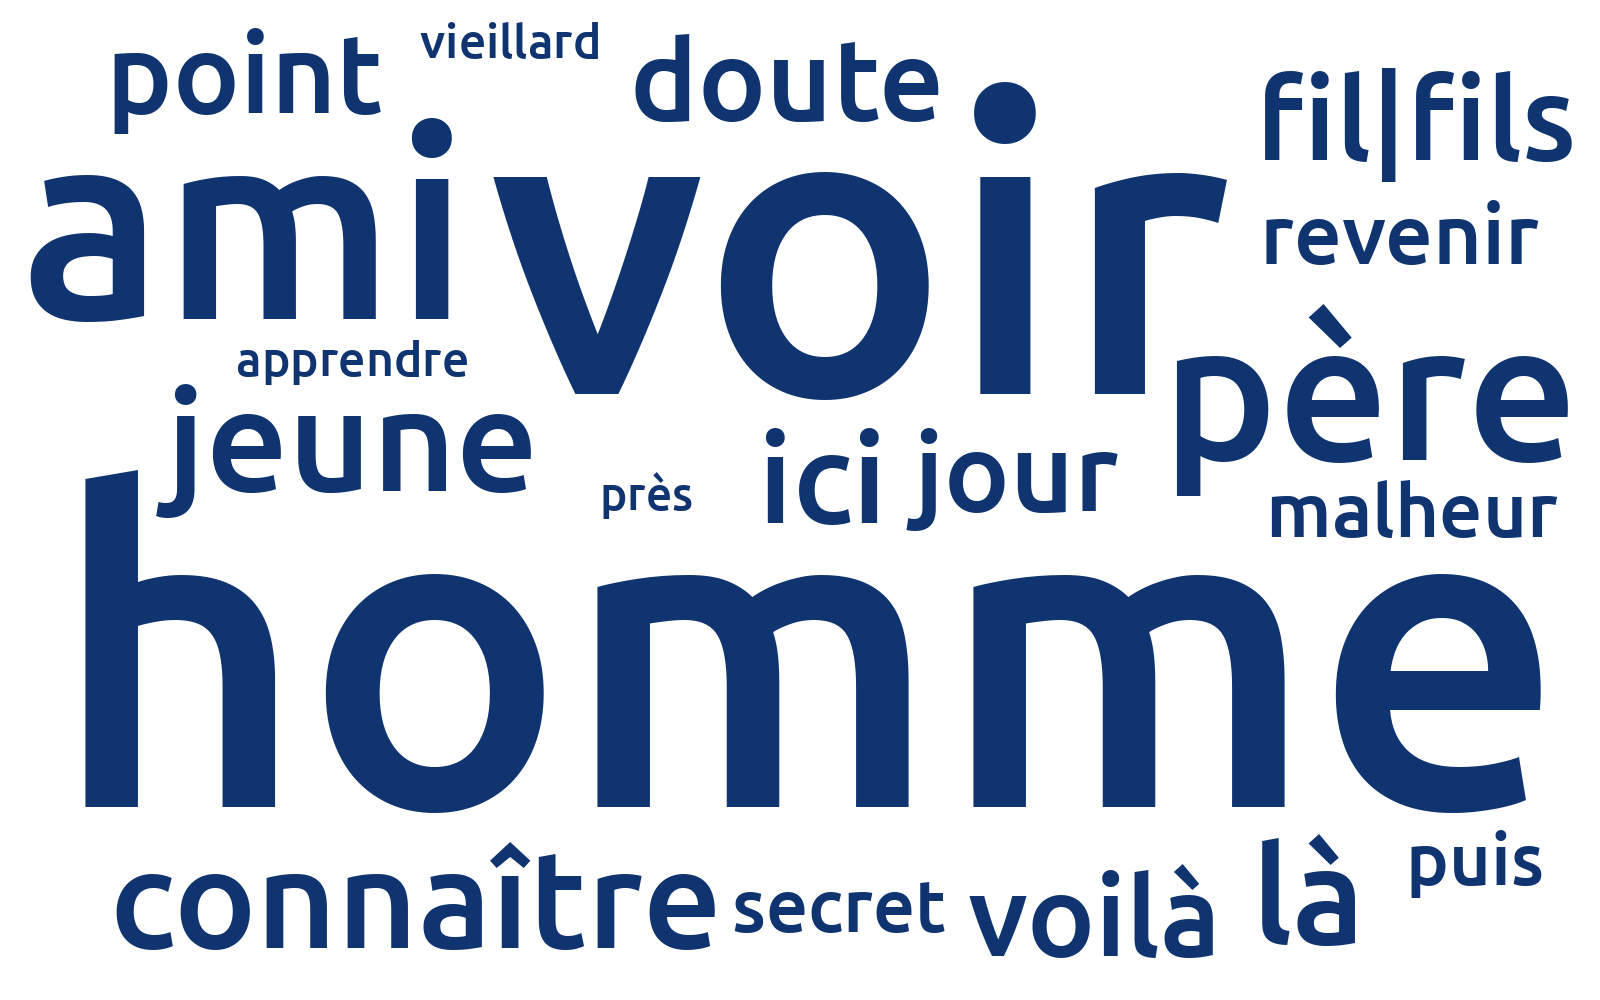 point
vieillard
doute
fil|fils
ami
voir
revenir
apprendre
père
jeune
ici
jour
près
malheur
homme
connaître
secret
voilà
là
puis